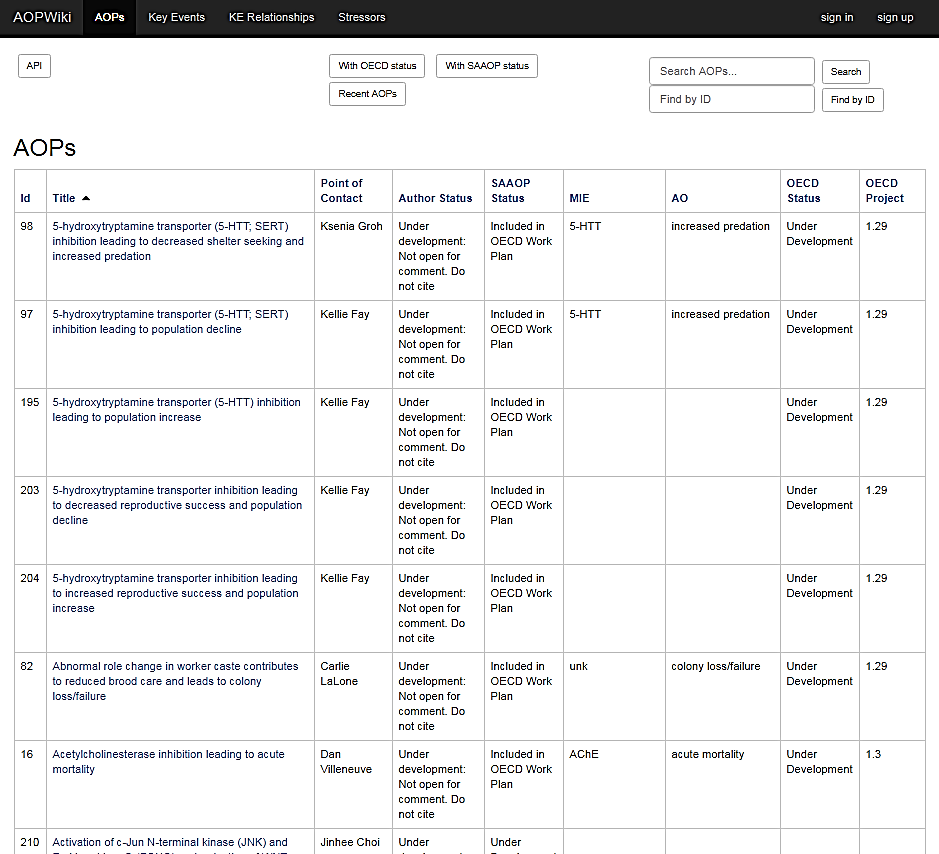 AOPWiki AOPs Key Events KE Relationships Stressors sign in sign up
API With OECD status With SAAOP status Search AOPs... Search
Recent AOPs Find by ID Find by ID
AOPs
Id Title Point of Contact Author Status SAAOP Status MIE AO OECD Status OECD Project
98
5-hydroxytryptamine transporter (5-HTT; SERT)
inhibition leading to decreased shelter seeking and
increased predation
Ksenia Groh
Under
development:
Not open for
comment. Do
not cite
Included in
OECD Work
Plan
5-HTT
increased predation
Under
Development
1.29
97
5-hydroxytryptamine transporter (5-HTT; SERT)
inhibition leading to population decline
Kellie Fay
Under
development:
Not open for
comment. Do
not cite
Included in
OECD Work
Plan
5-HTT
increased predation
Under
Development
1.29
195
5-hydroxytryptamine transporter (5-HTT) inhibition
leading to population increase
Kellie Fay
Under
development:
Not open for
comment. Do
not cite
Included in
OECD Work
Plan
Under
Development
1.29
203
5-hydroxytryptamine transporter inhibition leading
to decreased reproductive success and population
decline
Kellie Fay
Under
development:
Not open for
comment. Do
not cite
Included in
OECD Work
Plan
Under
Development
1.29
204
5-hydroxytryptamine transporter inhibition leading
to increased reproductive success and population
increase
Kellie Fay
Under
development:
Not open for
comment. Do
not cite
Included in
OECD Work
Plan
Under
Development
1.29
82
Abnormal role change in worker caste contributes
to reduced brood care and leads to colony
loss/failure
Carlie
LaLone
Under
development:
Not open for
comment. Do
not cite
Included in
OECD Work
Plan
unk
colony loss/failure
Under
Development
1.29
16
Acetylcholinesterase inhibition leading to acute
mortality
Dan
Villeneuve
Under
development:
Not open for
comment. Do
not cite
Included in
OECD Work
Plan
AChE
acute mortality
Under
Development
1.3
210
Activation of c-Jun N-terminal kinase (JNK) and
Jinhee Choi
Under
Under